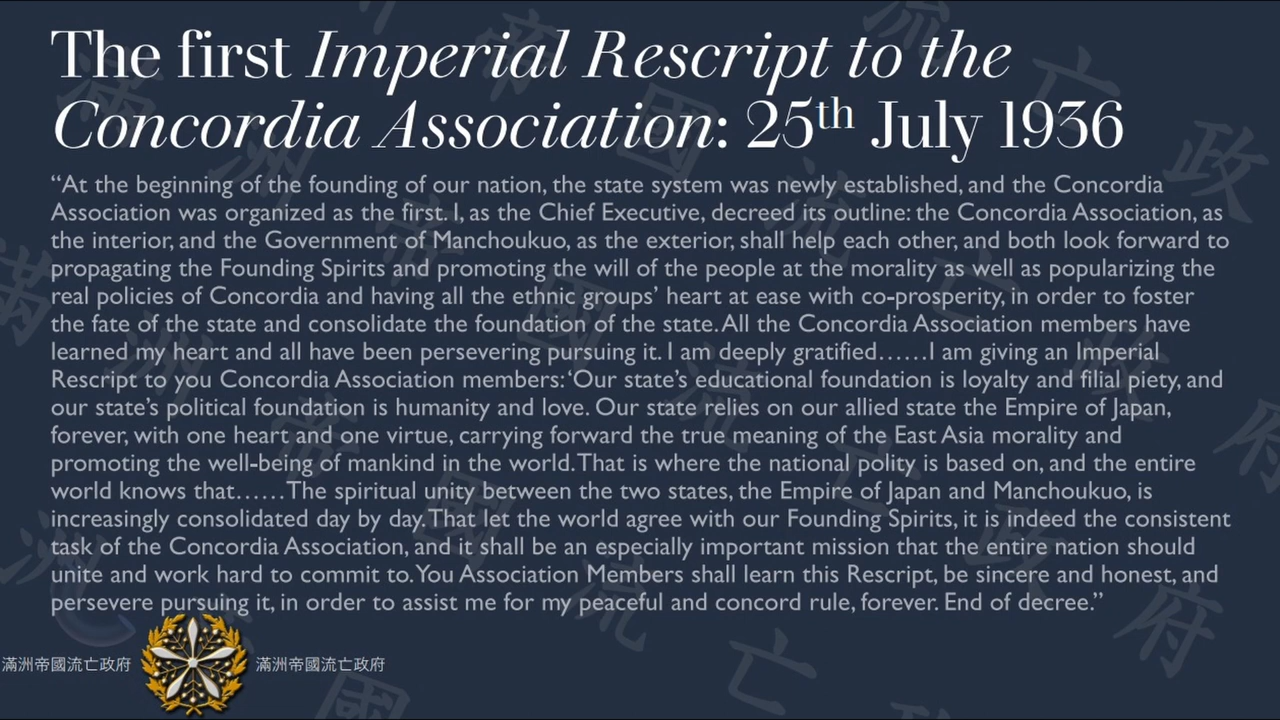 The first Imperial Rescript to the
Concordia Association: 25th July 1936
“At the beginning of the founding of our nation, the state system was newly established, and the Concordia
Association was organized as the first. I, as the Chief Executive, decreed its outline: the Concordia Association, as
the interior, and the Government of Manchoukuo, as the exterior, shall help each other, and both look forward to
propagating the Founding Spirits and promoting the will of the people at the morality as well as popularizing the
real policies of Concordia and having all the ethnic groups’ heart at ease with co-prosperity, in order to foster
the fate of the state and consolidate the foundation of the state. All the Concordia Association members have
learned my heart and all have been persevering pursuing it. I am deeply gratified……I am giving an Imperial
Rescript to you Concordia Association members: ‘Our state’s educational foundation is loyalty and filial piety, and
our state’s political foundation is humanity and love. Our state relies on our allied state the Empire of Japan,
forever, with one heart and one virtue, carrying forward the true meaning of the East Asia morality and
promoting the well-being of mankind in the world. That is where the national polity is based on, and the entire
world knows that……The spiritual unity between the two states, the Empire of Japan and Manchoukuo, is
increasingly consolidated day by day. That let the world agree with our Founding Spirits, it is indeed the consistent
task of the Concordia Association, and it shall be an especially important mission that the entire nation should
unite and work hard to commit to. You Association Members shall learn this Rescript, be sincere and honest, and
persevere pursuing it, in order to assist me for my peaceful and concord rule, forever. End of decree.”
滿洲帝國流亡政府 滿洲帝國流亡政府